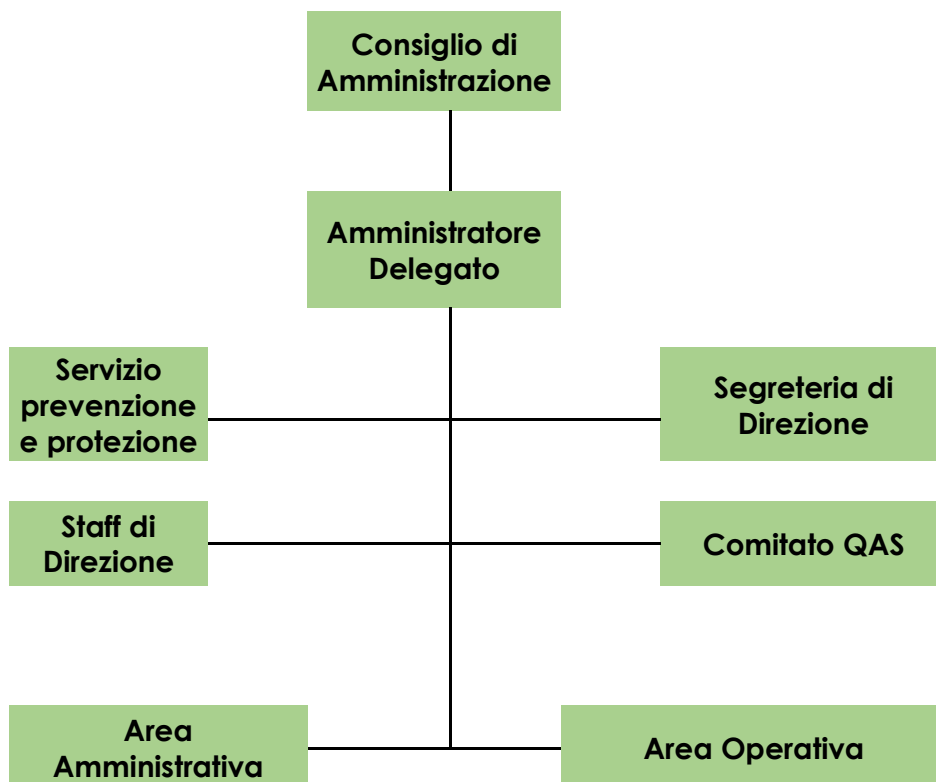 Consiglio di
Amministrazione
Amministratore
Delegato
Servizio
prevenzione
e protezione
Segreteria di
Direzione
Staff di
Direzione
Comitato QAS
Area
Amministrativa
Area Operativa